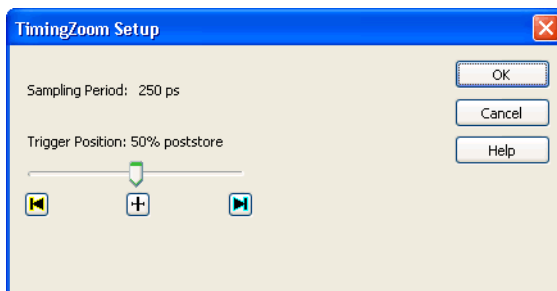 TimingZoom Setup
Sampling Period: 250 ps
Trigger Position: 50% poststore
OK
Cancel
Help